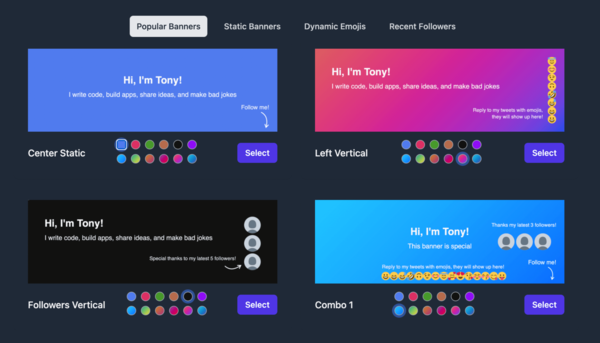 Popular Banners
Static Banners
Dynamic Emojis
Recent Followers
Hi, I'm Tony!
I write code, build apps, share ideas, and make bad jokes
Follow me!
Center Static
Select
Hi, I'm Tony!
I write code, build apps, share ideas, and make bad jokes
Reply to my tweets with emojis,
they will show up here!
Left Vertical
Select
Hi, I'm Tony!
I write code, build apps, share ideas, and make bad jokes
Special thanks to my latest 5 followers!
Followers Vertical
Select
Thanks my latest 3 followers!
Hi, I'm Tony!
This banner is special
Follow me!
Reply to my tweets with emojis, they will show up here!
Combo 1
Select